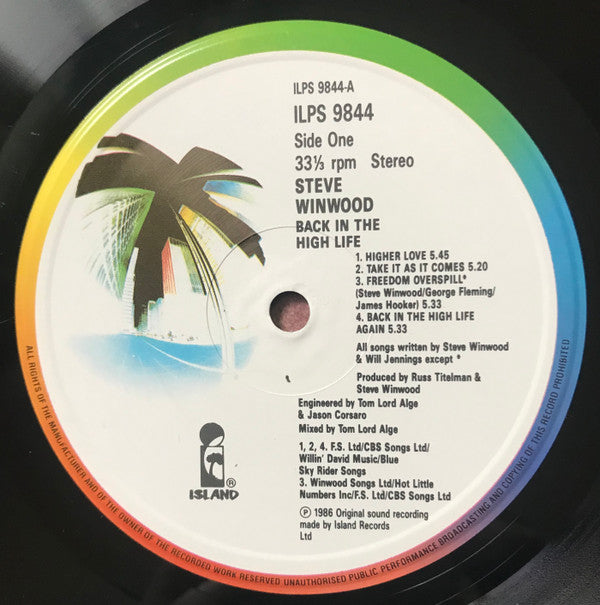 ILPS 9844-A
ILPS 9844
Side One
33⅓ rpm Stereo
STEVE
WINWOOD
BACK IN THE
HIGH LIFE
1. HIGHER LOVE 5.45
2. TAKE IT AS IT COMES 5.20
3. FREEDOM OVERSPILL*
(Steve Winwood/George Fleming/
James Hooker) 5.33
4. BACK IN THE HIGH LIFE
AGAIN 5.33
All songs written by Steve Winwood
& Will Jennings except *
Produced by Russ Titelman &
Steve Winwood
Engineered by Tom Lord Alge
& Jason Corsaro
Mixed by Tom Lord Alge
1, 2, 4. F.S. Ltd/CBS Songs Ltd/
Willin' David Music/Blue
Sky Rider Songs
3. Winwood Songs Ltd/Hot Little
Numbers Inc/F.S. Ltd/CBS Songs Ltd
℗ 1986 Original sound recording
made by Island Records
Ltd
ISLAND®
ALL RIGHTS OF THE MANUFACTURER AND OF THE OWNER OF THE RECORDED WORK RESERVED UNAUTHORISED PUBLIC PERFORMANCE BROADCASTING AND COPYING OF THIS RECORD PROHIBITED